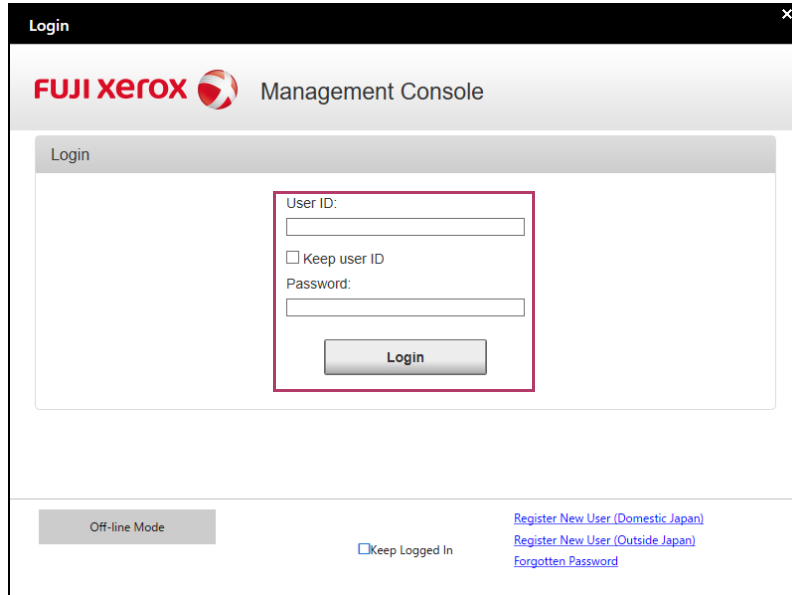 Login
FUJI xerox Management Console
Login
User ID:
Keep user ID
Password:
Login
Off-line Mode
Keep Logged In
Register New User (Domestic Japan)
Register New User (Outside Japan)
Forgotten Password